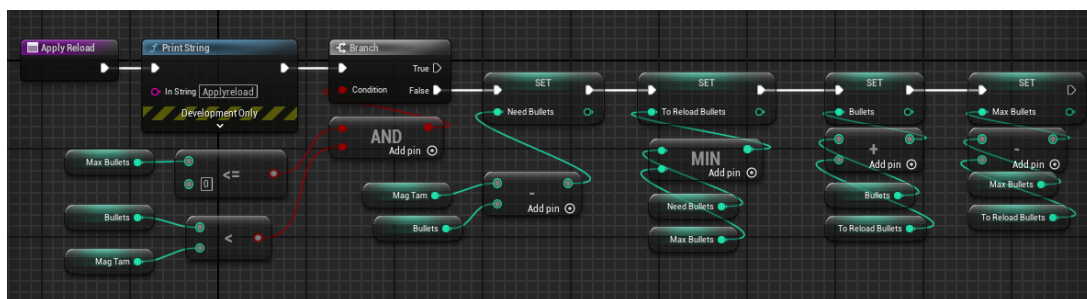 Apply Reload
f Print String
Branch
True
In String Applyreload
Condition
False
Development Only
SET
Need Bullets
SET
To Reload Bullets
SET
Bullets
SET
Max Bullets
AND
Add pin
MIN
Add pin
+
Add pin
-
Add pin
Max Bullets
0
<=
Mag Tam
Bullets
-
Add pin
Need Bullets
Max Bullets
Bullets
To Reload Bullets
Max Bullets
To Reload Bullets
Bullets
Mag Tam
<